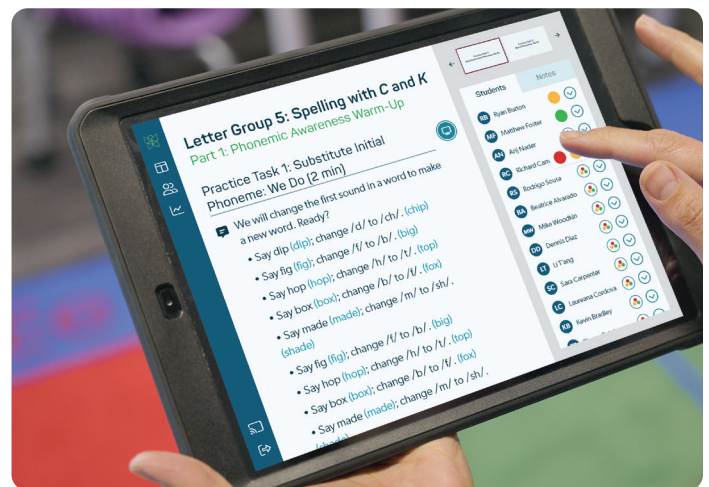 Letter Group 5: Spelling with C and K
Part 1: Phonemic Awareness Warm-Up
Practice Task 1: Substitute Initial
Phoneme: We Do (2 min)
We will change the first sound in a word to make
a new word. Ready?
• Say dip (dip); change /d/ to /ch/. (chip)
• Say fig (fig); change /f/ to /b/. (big)
• Say hop (hop); change /h/ to /t/. (top)
• Say box (box); change /b/ to /f/. (fox)
• Say made (made); change /m/ to /sh/.
(shade)
• Say fig (fig); change /f/ to /b/. (big)
• Say hop (hop); change /h/ to /t/. (top)
• Say box (box); change /b/ to /f/. (fox)
• Say made (made); change /m/ to /sh/.
(shade)
Students
Notes
RB Ryan Burton
MF Matthew Foster
AN Arij Nader
RC Richard Cam
RS Rodrigo Sousa
BA Beatrice Alvarado
MW Mike Woodkin
DD Dennis Diaz
LT Li T'ang
SC Sara Carpenter
LC Laureana Cordova
KB Kevin Bradley